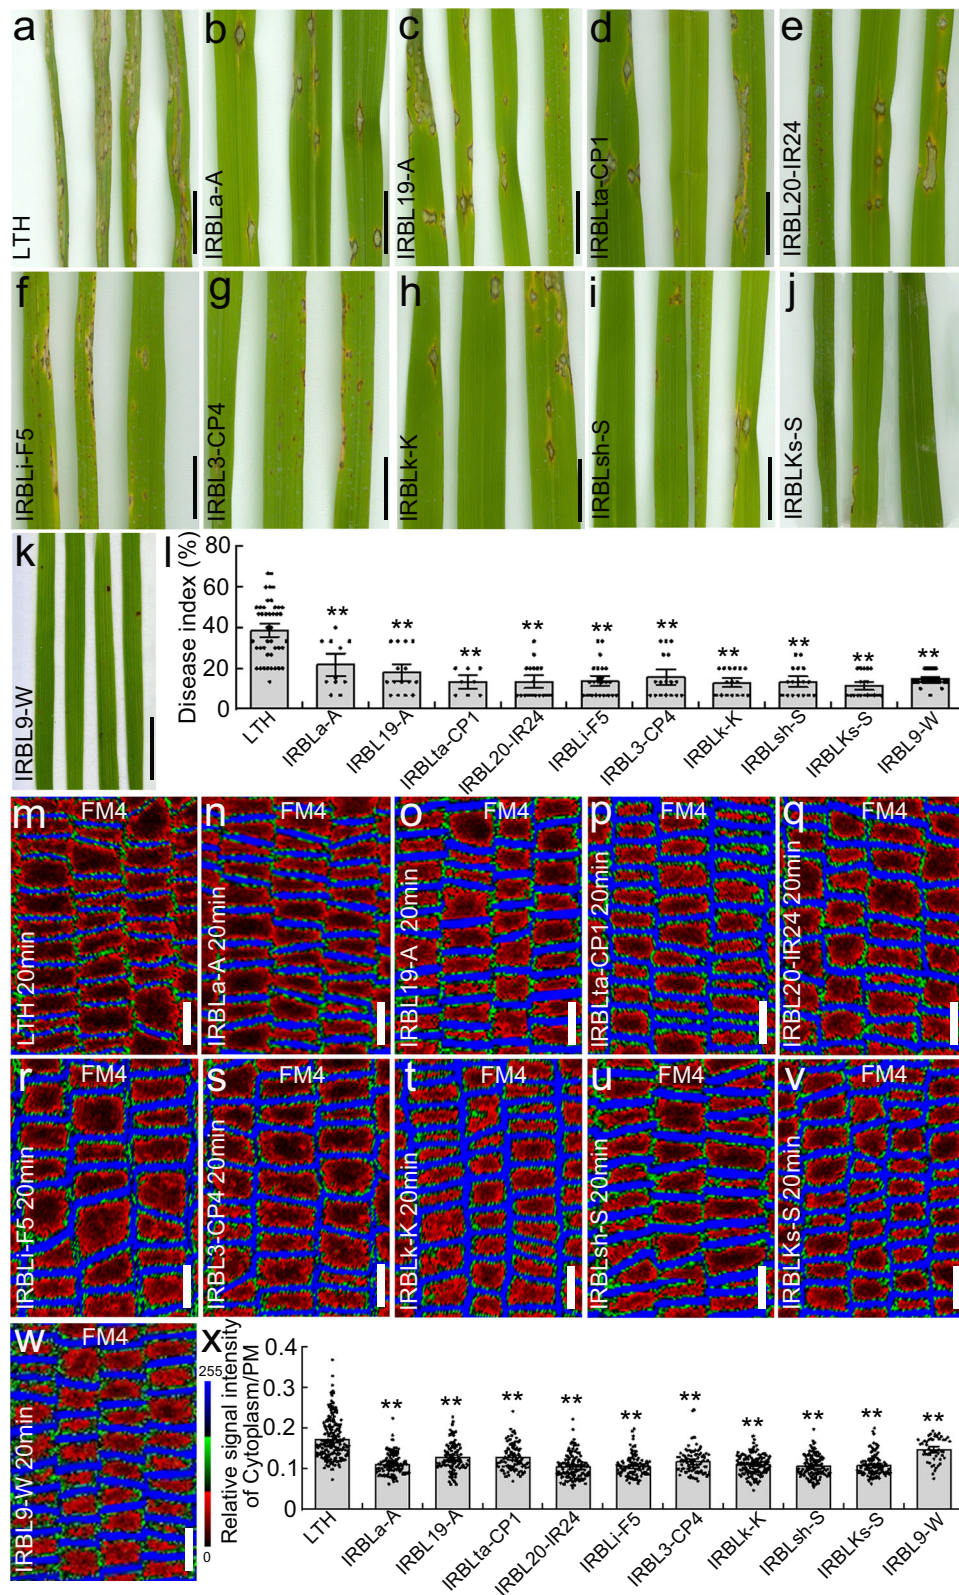 a
LTH
b
IRBLa-A
c
IRBL19-A
d
IRBLta-CP1
e
IRBL20-IR24
f
IRBLi-F5
g
IRBL3-CP4
h
IRBLk-K
i
IRBLsh-S
j
IRBLKs-S
k
IRBL9-W
l
Disease index (%)
80
60
40
20
0
** ** ** ** ** ** ** ** ** **
LTH
IRBLa-A
IRBL19-A
IRBLta-CP1
IRBL20-IR24
IRBLi-F5
IRBL3-CP4
IRBLk-K
IRBLsh-S
IRBLKs-S
IRBL9-W
m
FM4
LTH 20min
n
FM4
IRBLa-A 20min
o
FM4
IRBL19-A 20min
p
FM4
IRBLta-CP1 20min
q
FM4
IRBL20-IR24 20min
r
FM4
IRBLi-F5 20min
s
FM4
IRBL3-CP4 20min
t
FM4
IRBLk-K 20min
u
FM4
IRBLsh-S 20min
v
FM4
IRBLKs-S 20min
w
FM4
IRBL9-W 20min
255
0
x
Relative signal intensity
of Cytoplasm/PM
0.4
0.3
0.2
0.1
0
** ** ** ** ** ** ** ** ** **
LTH
IRBLa-A
IRBL19-A
IRBLta-CP1
IRBL20-IR24
IRBLi-F5
IRBL3-CP4
IRBLk-K
IRBLsh-S
IRBLKs-S
IRBL9-W